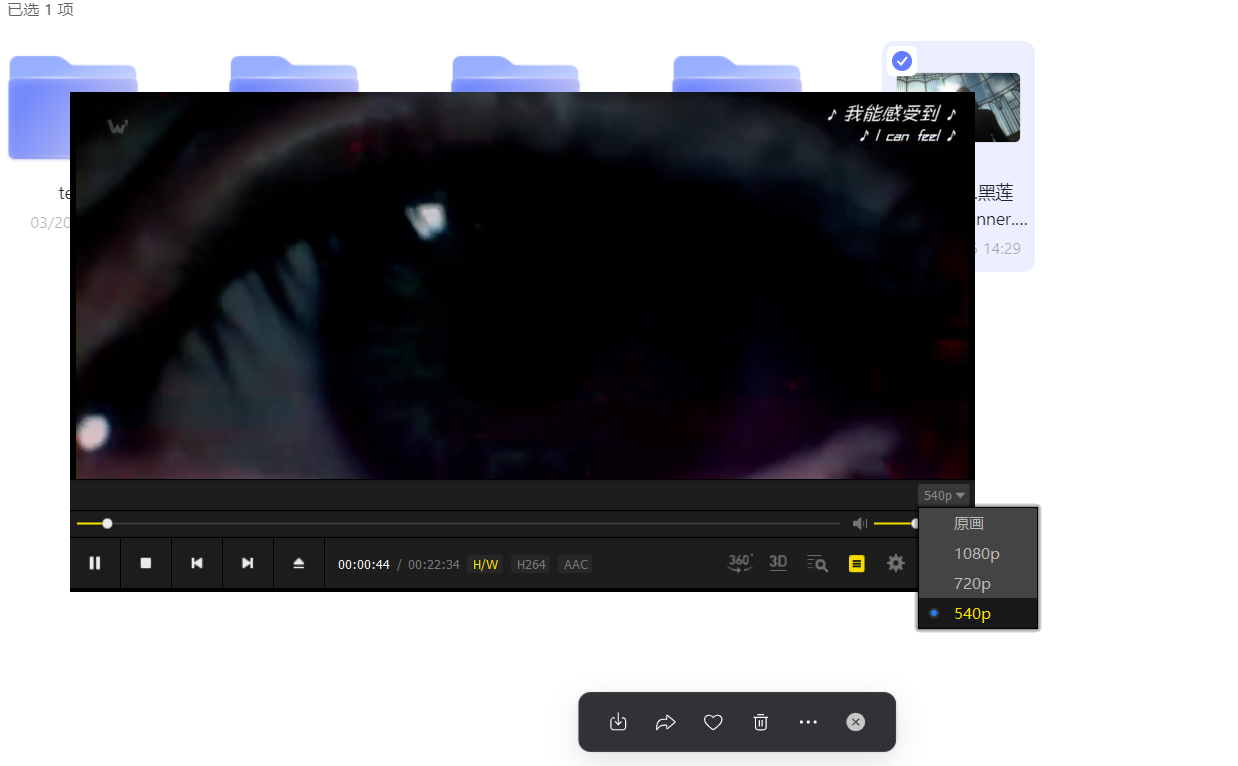 已选 1 项
♪ 我能感受到 ♪
♪ I can feel ♪
te
黑莲
03/20
nner....
14:29
540p
原画
1080p
720p
540p
00:00:44 / 00:22:34 H/W H264 AAC
360° 3D